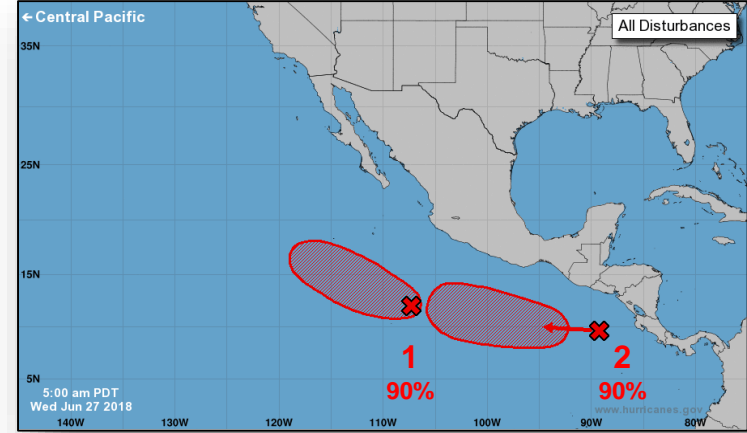 ← Central Pacific
All Disturbances
35N
25N
15N
5N
1
90%
2
90%
5:00 am PDT
Wed Jun 27 2018
www.hurricanes.gov
140W 130W 120W 110W 100W 90W 80W